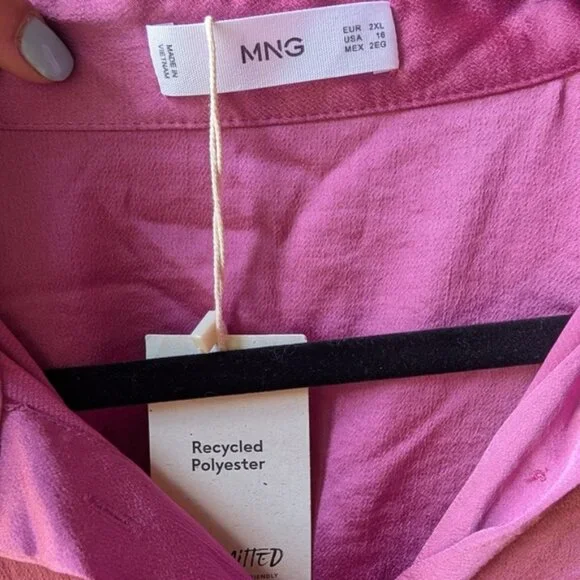 MADE IN
VIETNAM
MNG
EUR 2XL
USA 16
MEX 2EG
Recycled
Polyester